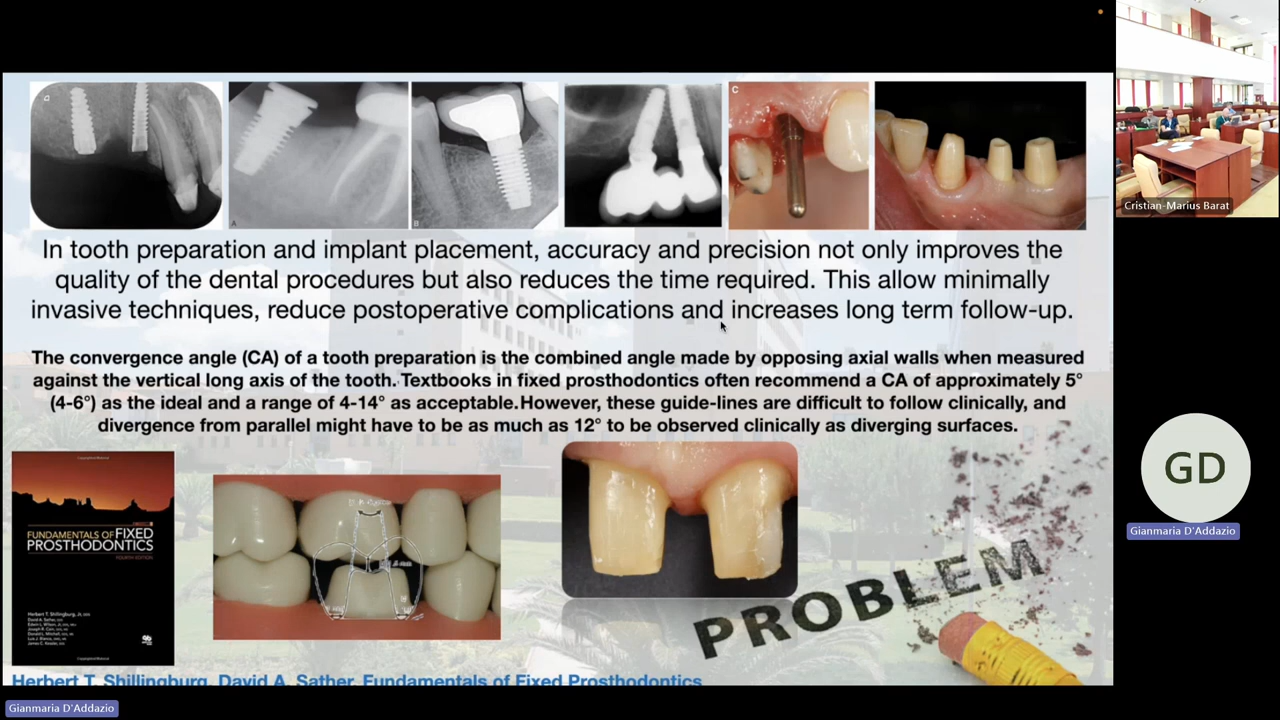 C
A
B
In tooth preparation and implant placement, accuracy and precision not only improves the
quality of the dental procedures but also reduces the time required. This allow minimally
invasive techniques, reduce postoperative complications and increases long term follow-up.
The convergence angle (CA) of a tooth preparation is the combined angle made by opposing axial walls when measured
against the vertical long axis of the tooth. Textbooks in fixed prosthodontics often recommend a CA of approximately 5°
(4-6°) as the ideal and a range of 4-14° as acceptable.However, these guide-lines are difficult to follow clinically, and
divergence from parallel might have to be as much as 12° to be observed clinically as diverging surfaces.
FUNDAMENTALS OF FIXED
PROSTHODONTICS
FOURTH EDITION
Herbert T. Shillingburg, Jr, DDS
PROBLEM
Herbert T. Shillingburg, David A. Sather, Fundamentals of Fixed Prosthodontics
Cristian-Marius Barat
GD
Gianmaria D'Addazio
Gianmaria D'Addazio